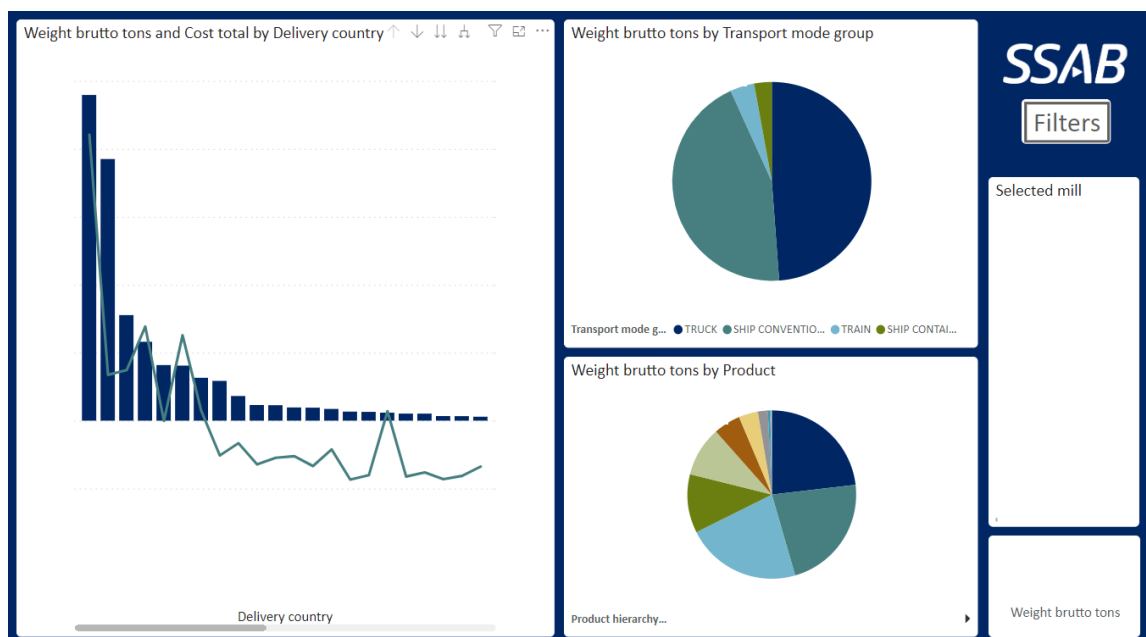 Weight brutto tons and Cost total by Delivery country
Delivery country
Weight brutto tons by Transport mode group
Transport mode g... TRUCK SHIP CONVENTIO... TRAIN SHIP CONTAI...
Weight brutto tons by Product
Product hierarchy...
SSAB
Filters
Selected mill
Weight brutto tons